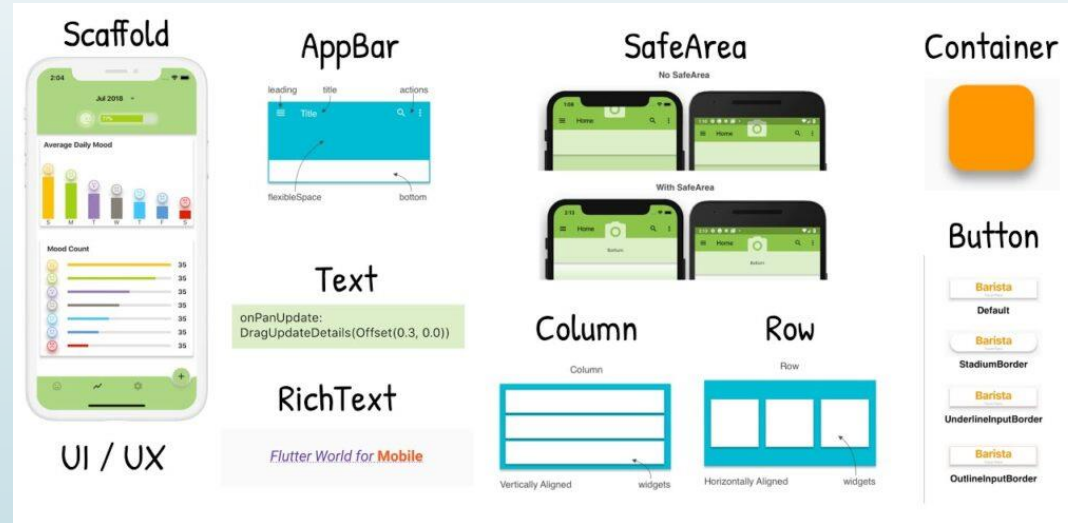 Scaffold
2:04
Jul 2018
Average Daily Mood
S M T W T F S
Mood Count
35
35
35
35
35
35
35
+
UI / UX
AppBar
leading title actions
Title
flexibleSpace bottom
Text
onPanUpdate:
DragUpdateDetails(Offset(0.3, 0.0))
RichText
Flutter World for Mobile
SafeArea
No SafeArea
Home
Home
With SafeArea
2:13
Home
Home
Bottom
Bottom
Column
Column
Vertically Aligned widgets
Row
Row
Horizontally Aligned widgets
Container
Button
Barista
Default
Barista
StadiumBorder
Barista
UnderlineInputBorder
Barista
OutlineInputBorder